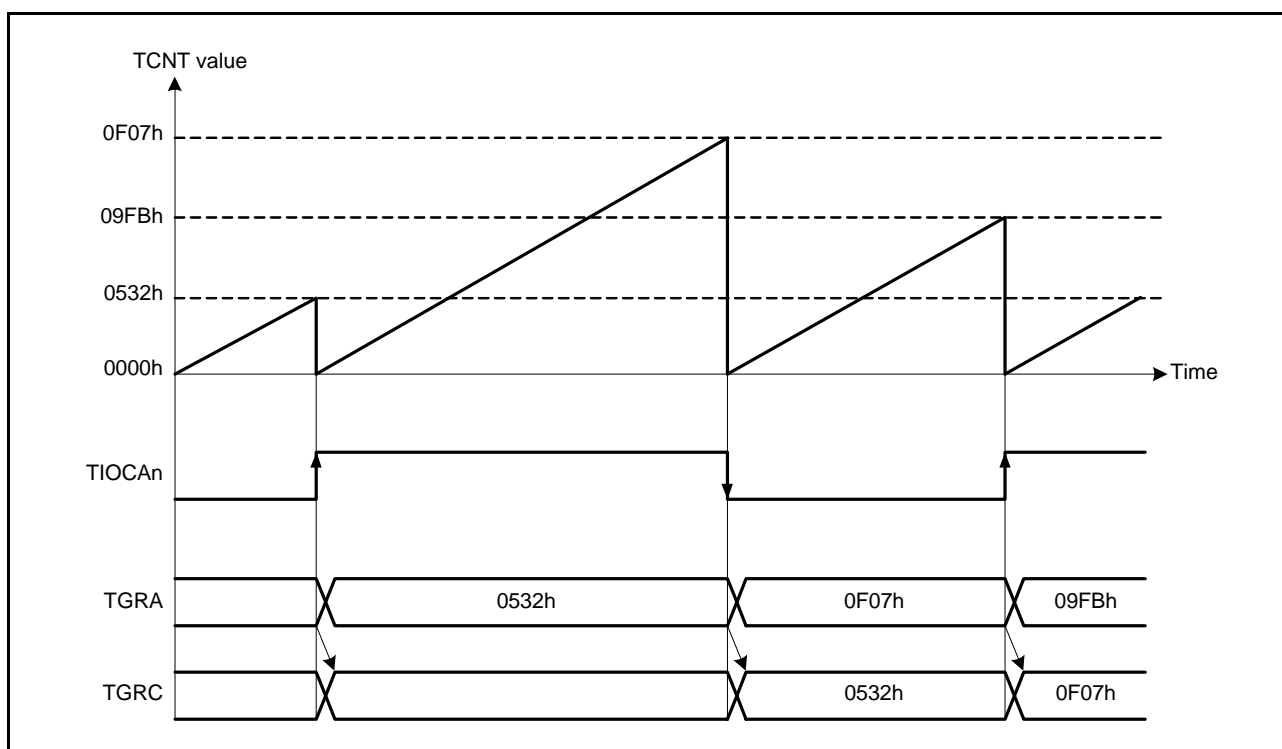 TCNT value
0F07h
09FBh
0532h
0000h
Time
TIOCAn
TGRA
0532h
0F07h
09FBh
TGRC
0532h
0F07h